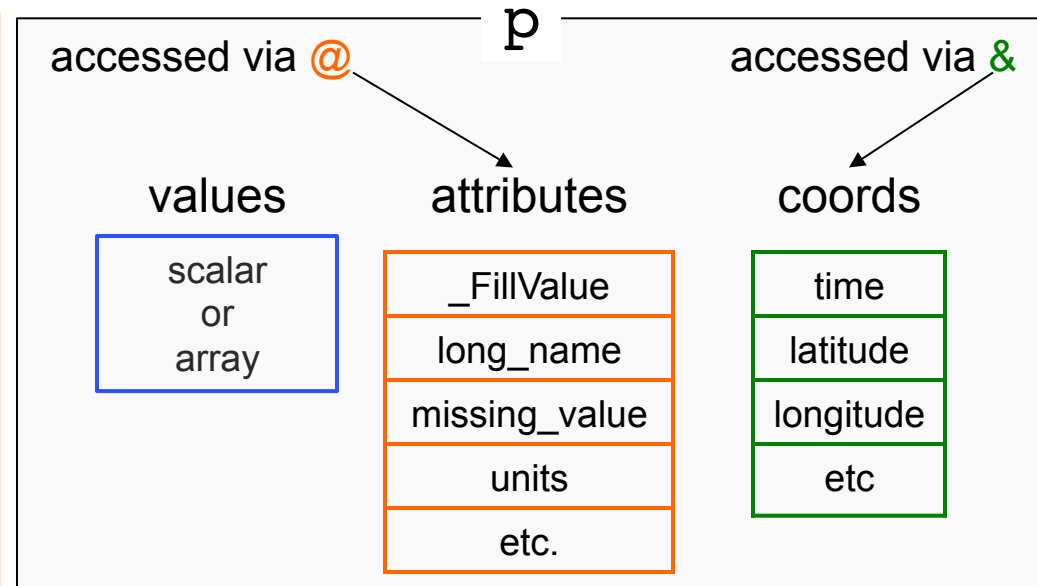 p
accessed via @
accessed via &
values
attributes
coords
scalar
or
array
_FillValue
long_name
missing_value
units
etc.
time
latitude
longitude
etc